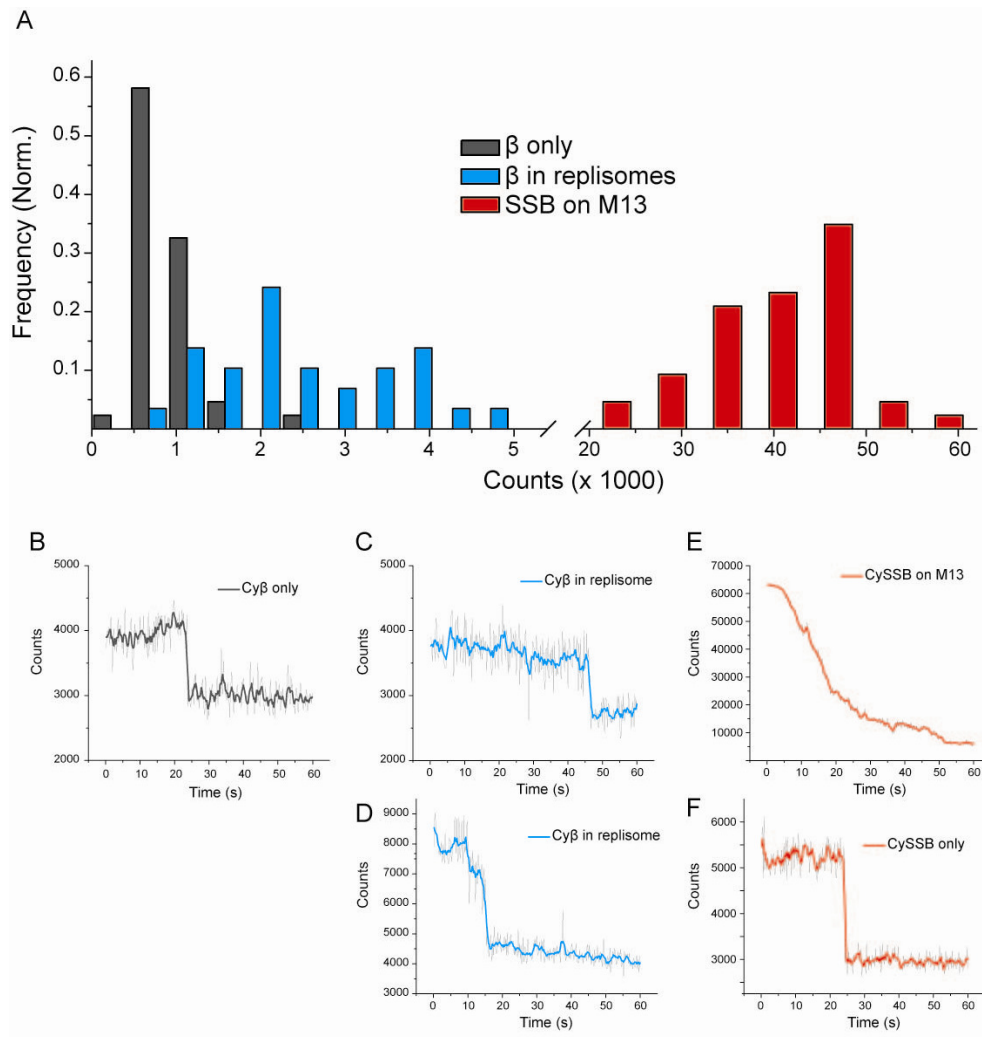 A
Frequency (Norm.)
0.6
0.5
0.4
0.3
0.2
0.1
β only
β in replisomes
SSB on M13
0 1 2 3 4 5 20 30 40 50 60
Counts (x 1000)
B
Counts
5000
4000
3000
2000
Cyβ only
0 10 20 30 40 50 60
Time (s)
C
Counts
5000
4000
3000
2000
Cyβ in replisome
0 10 20 30 40 50 60
Time (s)
E
Counts
70000
60000
50000
40000
30000
20000
10000
CySSB on M13
0 10 20 30 40 50 60
Time (s)
D
Counts
9000
8000
7000
6000
5000
4000
3000
Cyβ in replisome
0 10 20 30 40 50 60
Time (s)
F
Counts
6000
5000
4000
3000
CySSB only
0 10 20 30 40 50 60
Time (s)